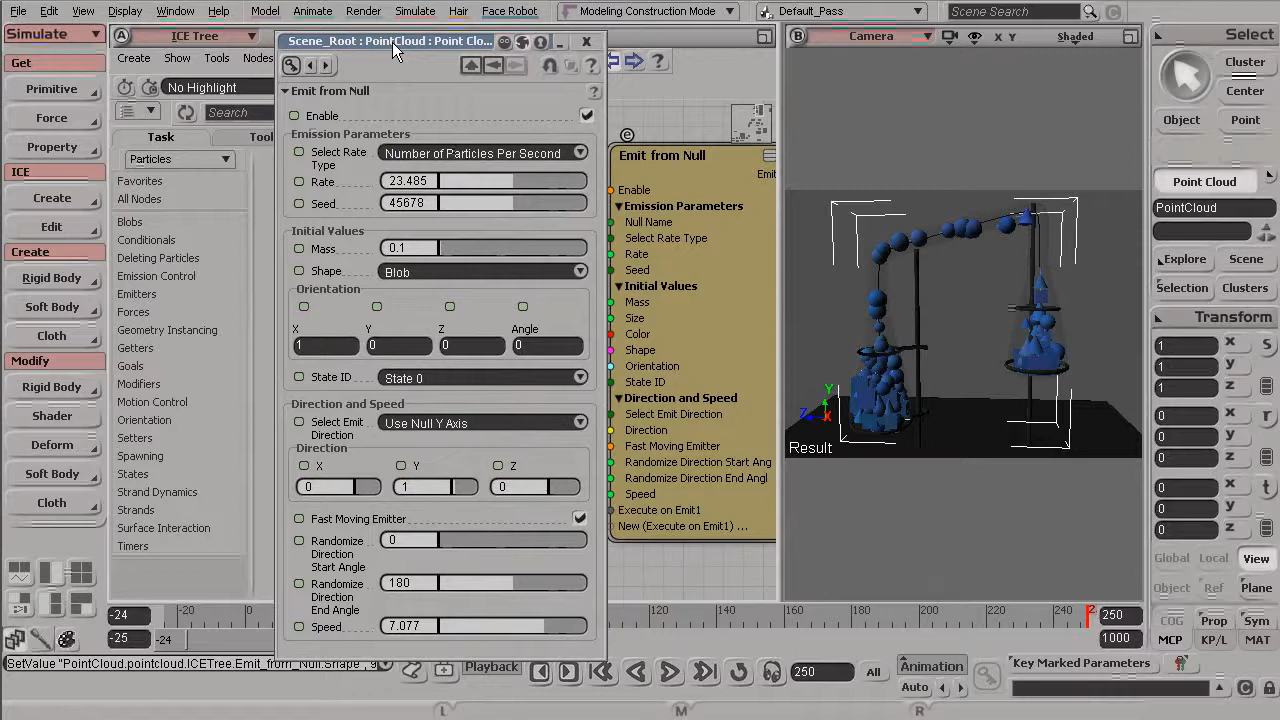 File Edit View Display Window Help Model Animate Render Simulate Hair Face Robot Modeling Construction Mode Default_Pass Search Scene
Simulate
Get
Primitive
Force
Property
ICE
Create
Edit
Create
Rigid Body
Soft Body
Cloth
Modify
Rigid Body
Shader
Deform
Soft Body
Cloth
A ICE Tree
Create Show Tools Nodes
No Highlight
Search
Task Tool
Particles
Favorites
All Nodes
Blobs
Conditionals
Deleting Particles
Emission Control
Emitters
Forces
Geometry Instancing
Getters
Goals
Modifiers
Motion Control
Orientation
Setters
Spawning
States
Strand Dynamics
Strands
Surface Interaction
Timers
Scene_Root : PointCloud : Point Clo...
Emit from Null
Enable
Emission Parameters
Select Rate Type Number of Particles Per Second
Rate 23.485
Seed 45678
Initial Values
Mass 0.1
Shape Blob
Orientation
X Y Z Angle
1 0 0 0
State ID State 0
Direction and Speed
Select Emit Direction Use Null Y Axis
Direction
X Y Z
0 1 0
Fast Moving Emitter
Randomize Direction Start Angle 0
Randomize Direction End Angle 180
Speed 7.077
e
Emit from Null
Emit
Enable
Emission Parameters
Null Name
Select Rate Type
Rate
Seed
Initial Values
Mass
Size
Color
Shape
Orientation
State ID
Direction and Speed
Select Emit Direction
Direction
Fast Moving Emitter
Randomize Direction Start Ang
Randomize Direction End Angl
Speed
Execute on Emit1
New (Execute on Emit1) ...
B Camera X Y Shaded
Y
Z X
Result
Select
Cluster
Center
Object Point
Point Cloud
PointCloud
Explore Scene
Selection Clusters
Transform
1 x S
1 y
1 z
0 x r
0 y
0 z
0 x t
0 y
0 z
Global Local View
Object Ref Plane
COG Prop Sym
MCP KP/L MAT
-24 -20 0 120 140 160 180 200 220 240 250
-25 -24 1000
SetValue "PointCloud.pointcloud.ICETree.Emit_from_Null.Shape", 9
Playback 250 All Animation
Auto
Key Marked Parameters
L M R